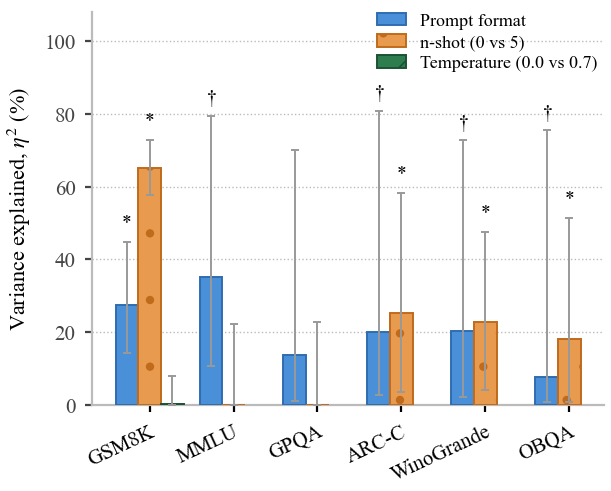 Prompt format
n-shot (0 vs 5)
Temperature (0.0 vs 0.7)
Variance explained, η² (%)
100
80
60
40
20
0
* * † † * † * † *
GSM8K MMLU GPQA ARC-C WinoGrande OBQA